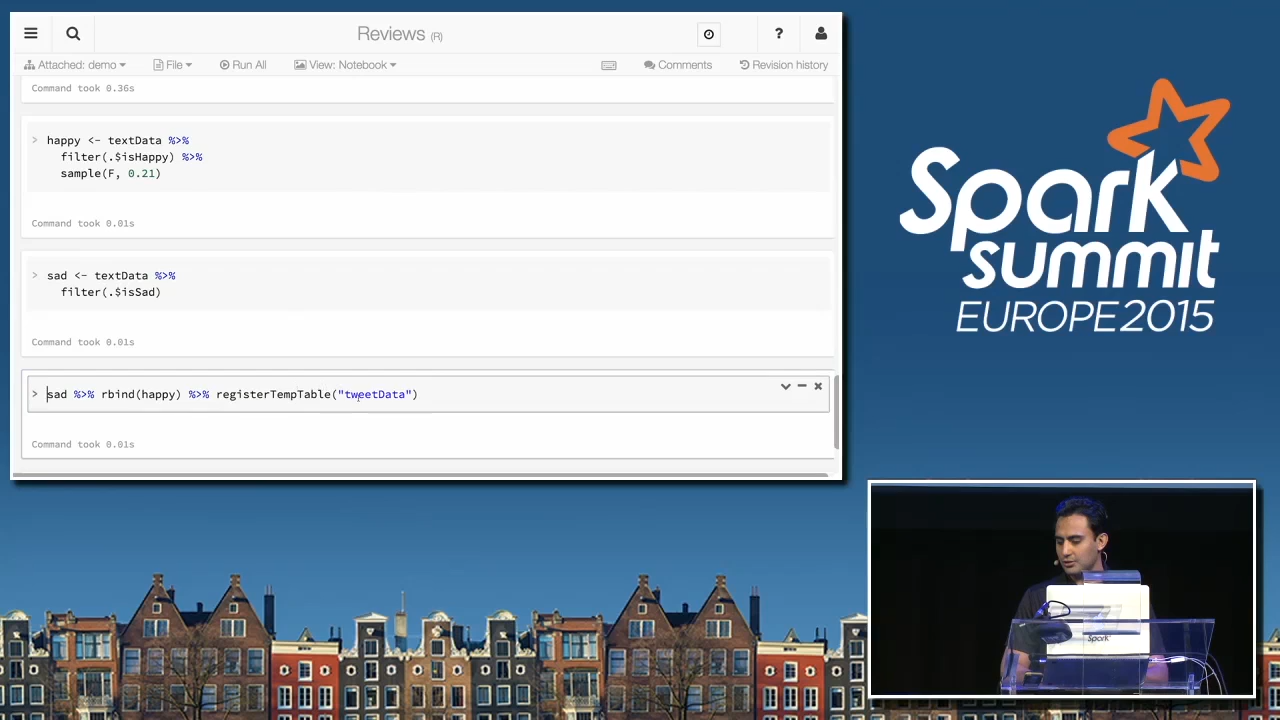 Reviews (R)
?
Attached: demo
File
Run All
View: Notebook
Comments
Revision history
Command took 0.36s
> happy <- textData %>%
filter(.$isHappy) %>%
sample(F, 0.21)
Command took 0.01s
> sad <- textData %>%
filter(.$isSad)
Command took 0.01s
> sad %>% rbind(happy) %>% registerTempTable("tweetData")
Command took 0.01s
Spark
summit
EUROPE 2015
Spark